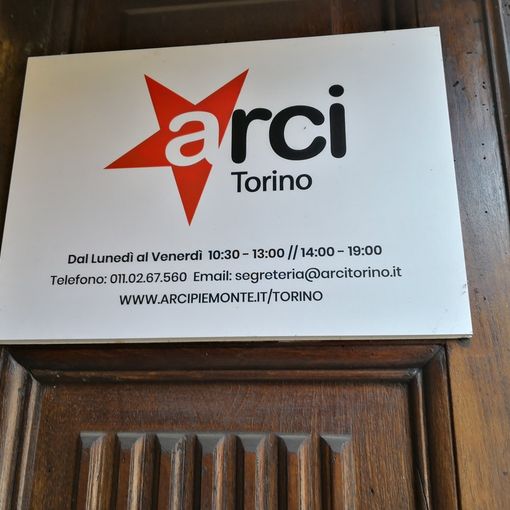 arci
Torino
Dal Lunedì al Venerdì 10:30 - 13:00 // 14:00 - 19:00
Telefono: 011.02.67.560 Email: segreteria@arcitorino.it
WWW.ARCIPIEMONTE.IT/TORINO